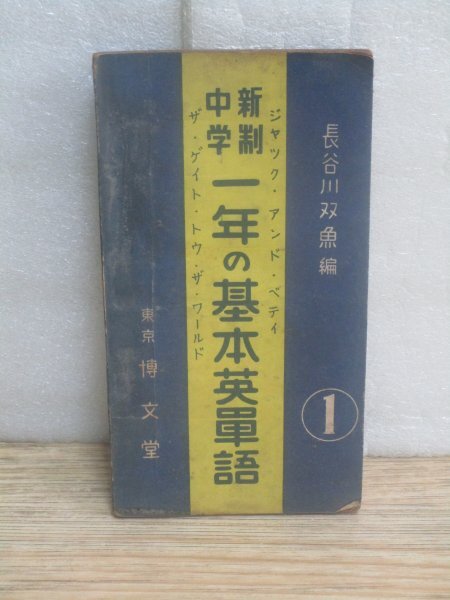 長谷川双魚編
1
ジャック・アンド・ベティ
新制
中学
一年の基本英單語
ザ・ゲイト・トウ・ザ・ワールド
東京 博文堂